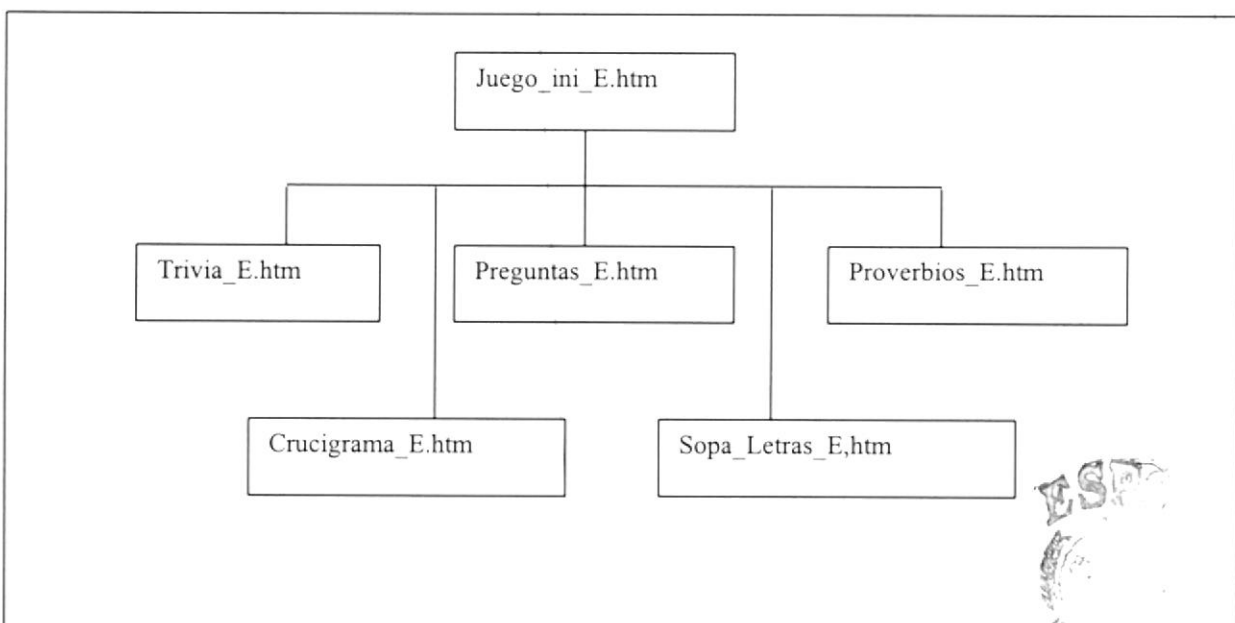 Juego_ini_E.htm
Trivia_E.htm
Preguntas_E.htm
Proverbios_E.htm
Crucigrama_E.htm
Sopa_Letras_E,htm